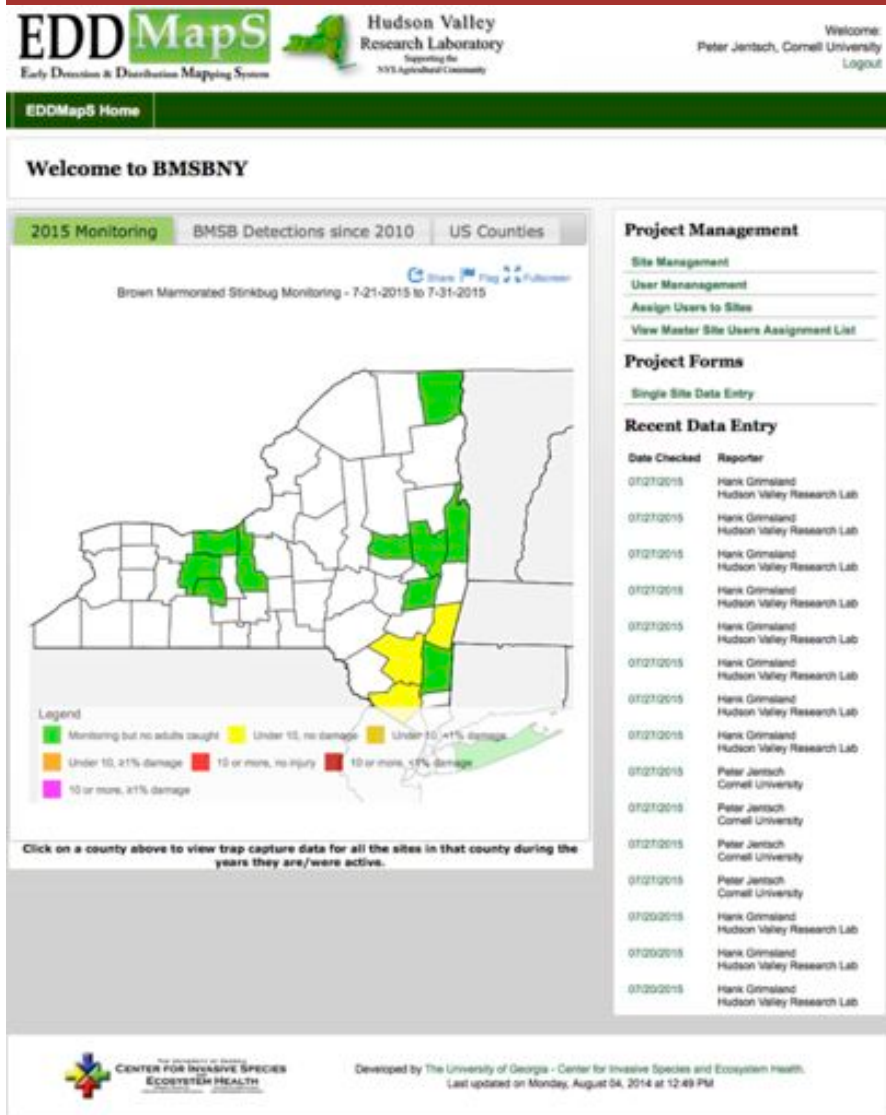 EDDMapS
Early Detection & Distribution Mapping System
Hudson Valley
Research Laboratory
Supporting the
NYS Agricultural Community
Welcome:
Peter Jentsch, Cornell University
Logout
EDDMapS Home
Welcome to BMSBNY
2015 Monitoring
BMSB Detections since 2010
US Counties
Share Flag Fullscreen
Brown Marmorated Stinkbug Monitoring - 7-21-2015 to 7-31-2015
Legend
Monitoring but no adults caught
Under 10, no damage
Under 10, <1% damage
Under 10, ≥1% damage
10 or more, no injury
10 or more, <1% damage
10 or more, ≥1% damage
Click on a county above to view trap capture data for all the sites in that county during the
years they are/were active.
Project Management
Site Management
User Mananagement
Assign Users to Sites
View Master Site Users Assignment List
Project Forms
Single Site Data Entry
Recent Data Entry
Date Checked Reporter
07/27/2015 Hank Grimsland
Hudson Valley Research Lab
07/27/2015 Hank Grimsland
Hudson Valley Research Lab
07/27/2015 Hank Grimsland
Hudson Valley Research Lab
07/27/2015 Hank Grimsland
Hudson Valley Research Lab
07/27/2015 Hank Grimsland
Hudson Valley Research Lab
07/27/2015 Hank Grimsland
Hudson Valley Research Lab
07/27/2015 Hank Grimsland
Hudson Valley Research Lab
07/27/2015 Hank Grimsland
Hudson Valley Research Lab
07/27/2015 Peter Jentsch
Cornell University
07/27/2015 Peter Jentsch
Cornell University
07/27/2015 Peter Jentsch
Cornell University
07/27/2015 Peter Jentsch
Cornell University
07/20/2015 Hank Grimsland
Hudson Valley Research Lab
07/20/2015 Hank Grimsland
Hudson Valley Research Lab
07/20/2015 Hank Grimsland
Hudson Valley Research Lab
The University of Georgia
Center for Invasive Species
and
Ecosystem Health
Developed by The University of Georgia - Center for Invasive Species and Ecosystem Health.
Last updated on Monday, August 04, 2014 at 12:49 PM